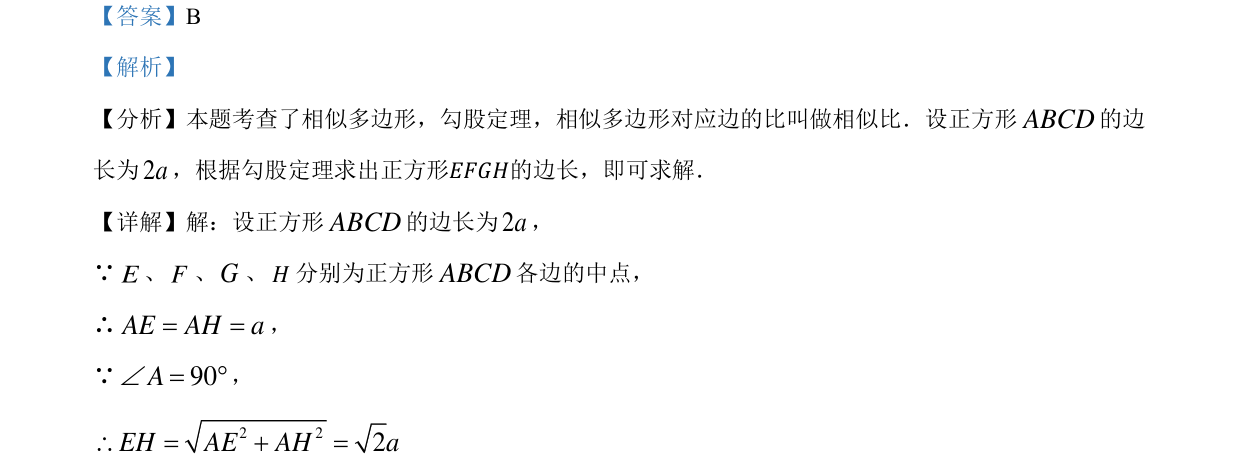 【答案】B
【解析】
【分析】本题考查了相似多边形，勾股定理，相似多边形对应边的比叫做相似比．设正方形 ABCD 的边
长为 2a，根据勾股定理求出正方形EFGH的边长，即可求解．
【详解】解：设正方形 ABCD 的边长为 2a，
∵ E 、 F 、 G 、 H 分别为正方形 ABCD 各边的中点，
∴ AE = AH = a，
∵ ∠A = 90°，
∴ EH = √(AE² + AH²) = √2a